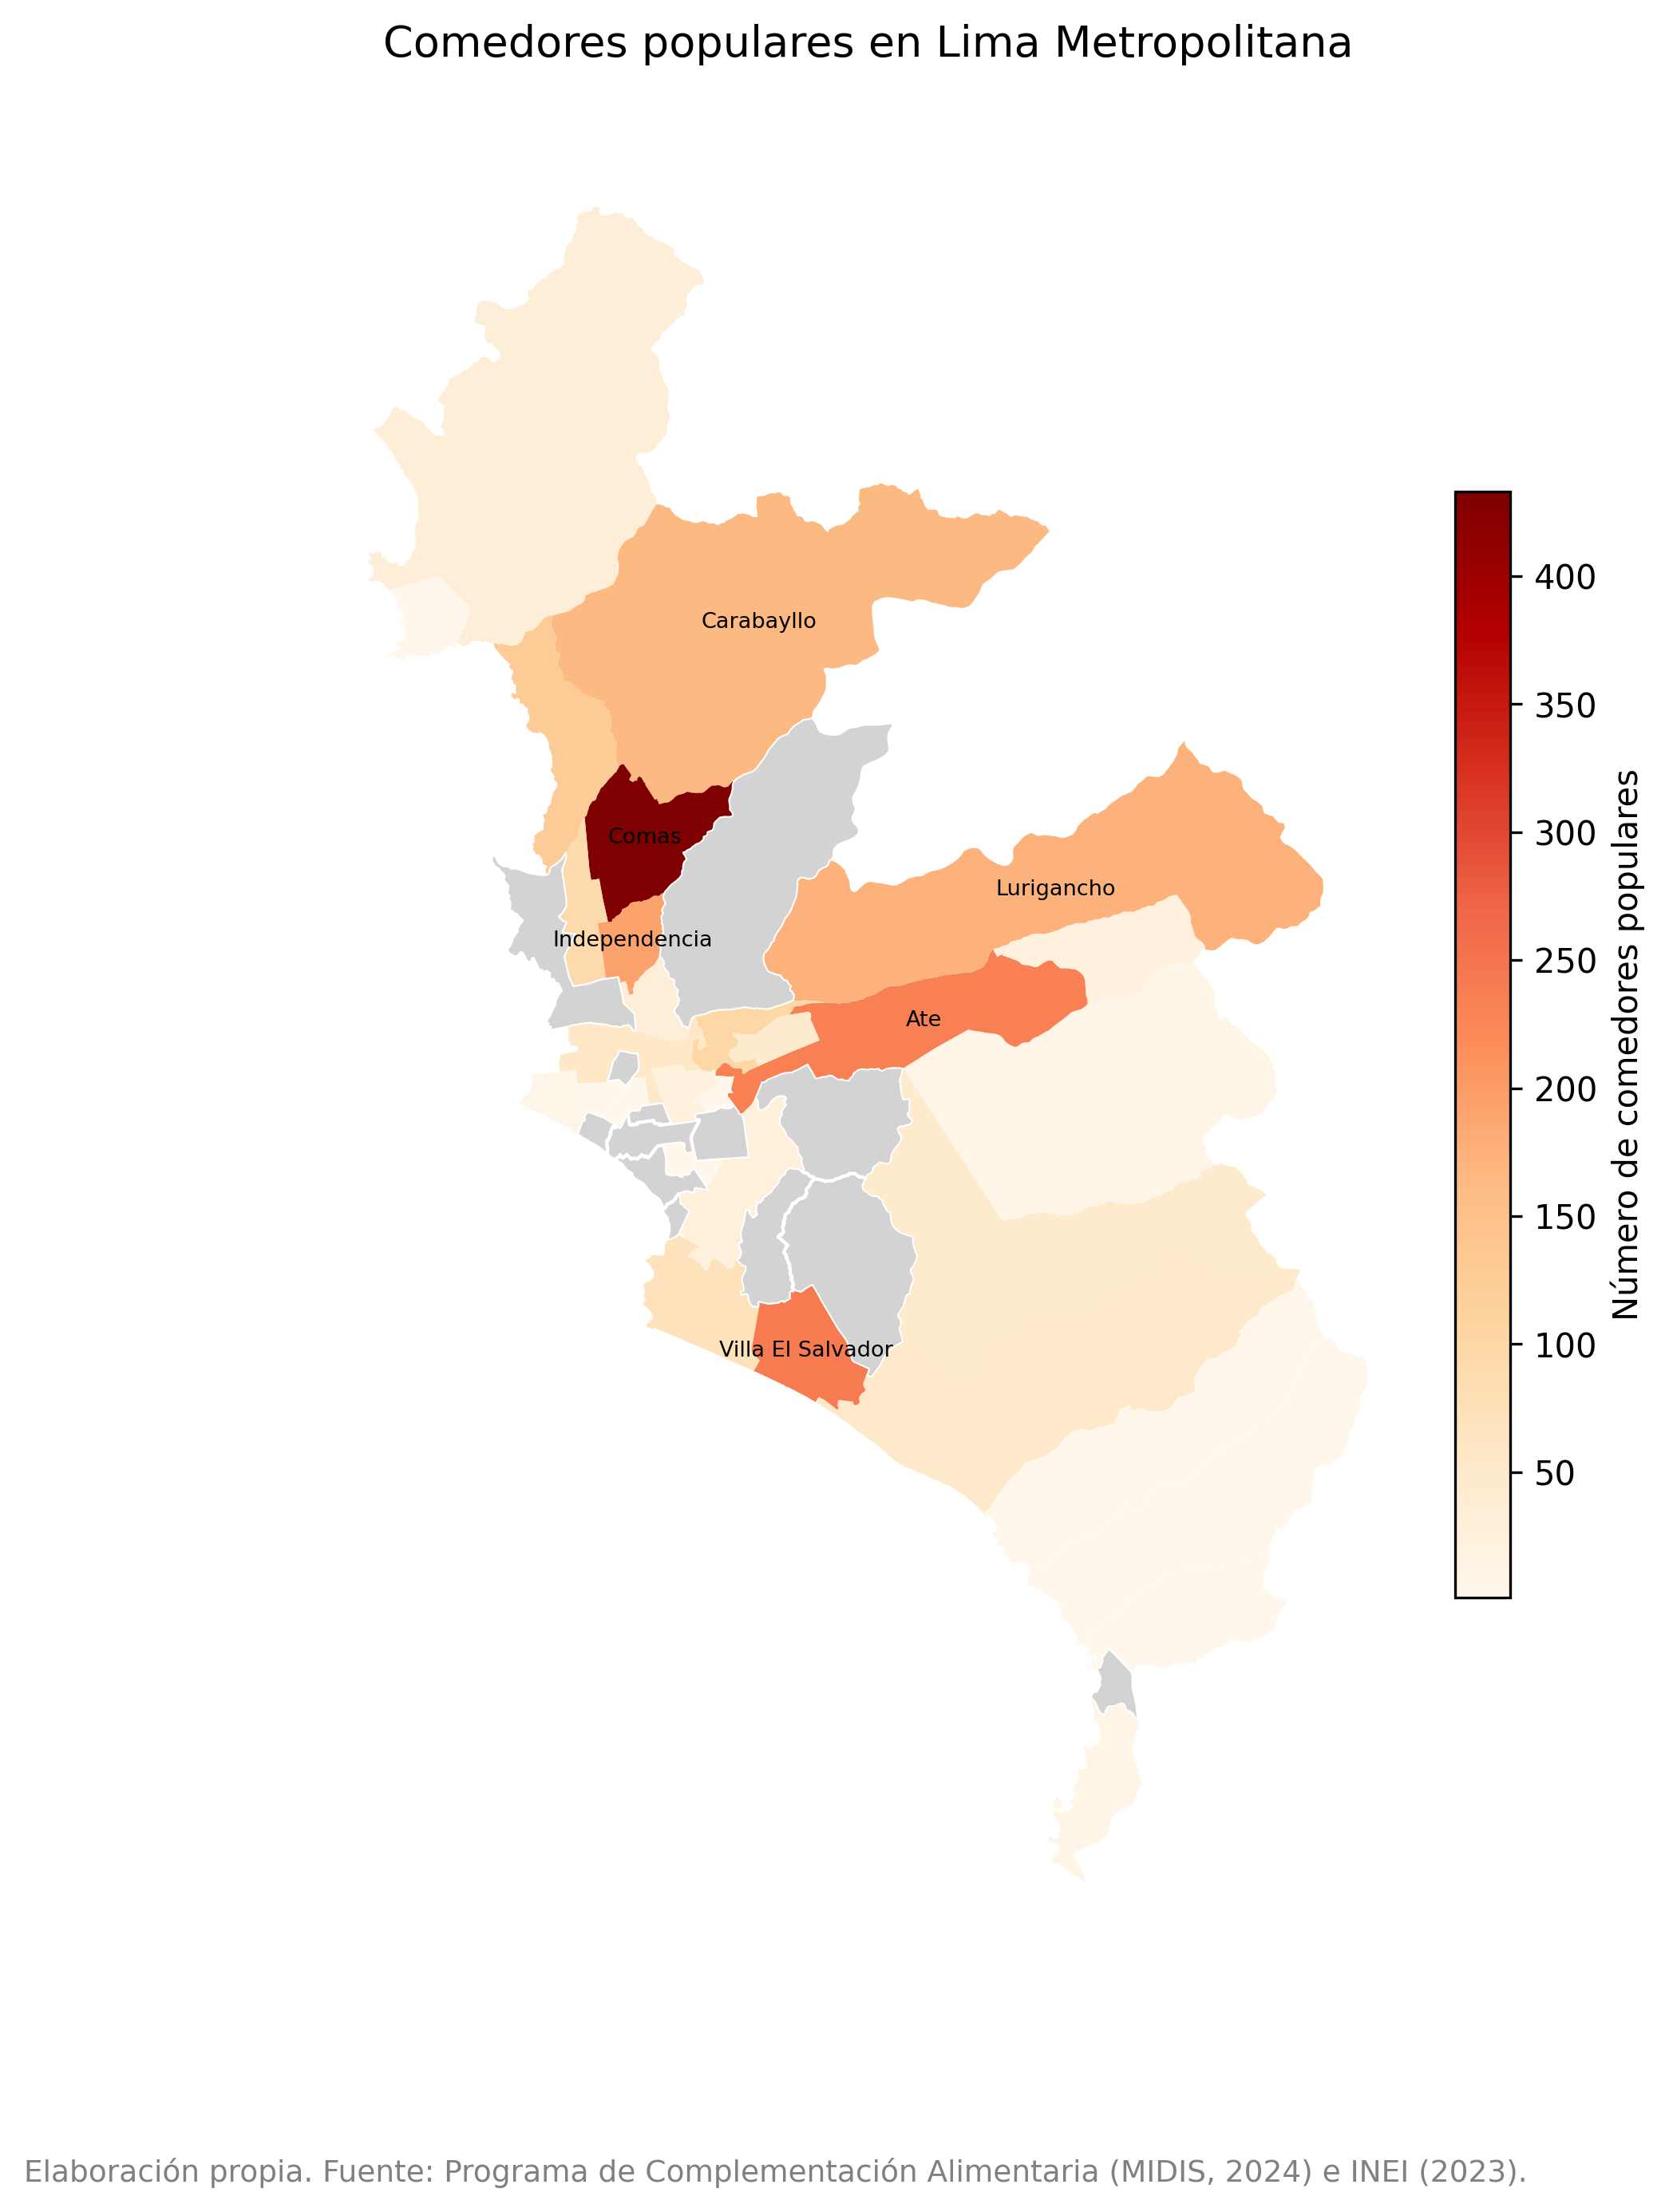 Comedores populares en Lima Metropolitana
Carabayllo
Comas
Lurigancho
Independencia
Ate
Villa El Salvador
400
350
300
250
200
150
100
50
Número de comedores populares
Elaboración propia. Fuente: Programa de Complementación Alimentaria (MIDIS, 2024) e INEI (2023).